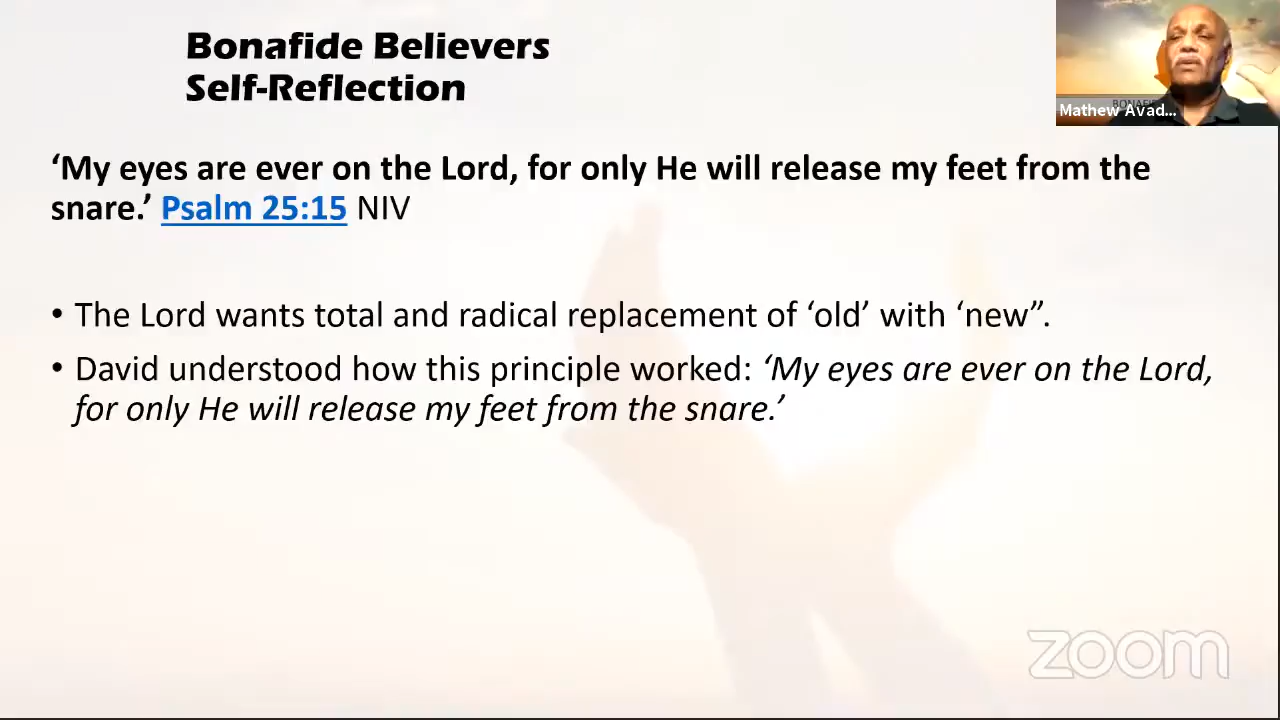 Bonafide Believers
Self-Reflection
Mathew Avad...
‘My eyes are ever on the Lord, for only He will release my feet from the
snare.’ Psalm 25:15 NIV
• The Lord wants total and radical replacement of ‘old’ with ‘new”.
• David understood how this principle worked: ‘My eyes are ever on the Lord,
for only He will release my feet from the snare.’
zoom